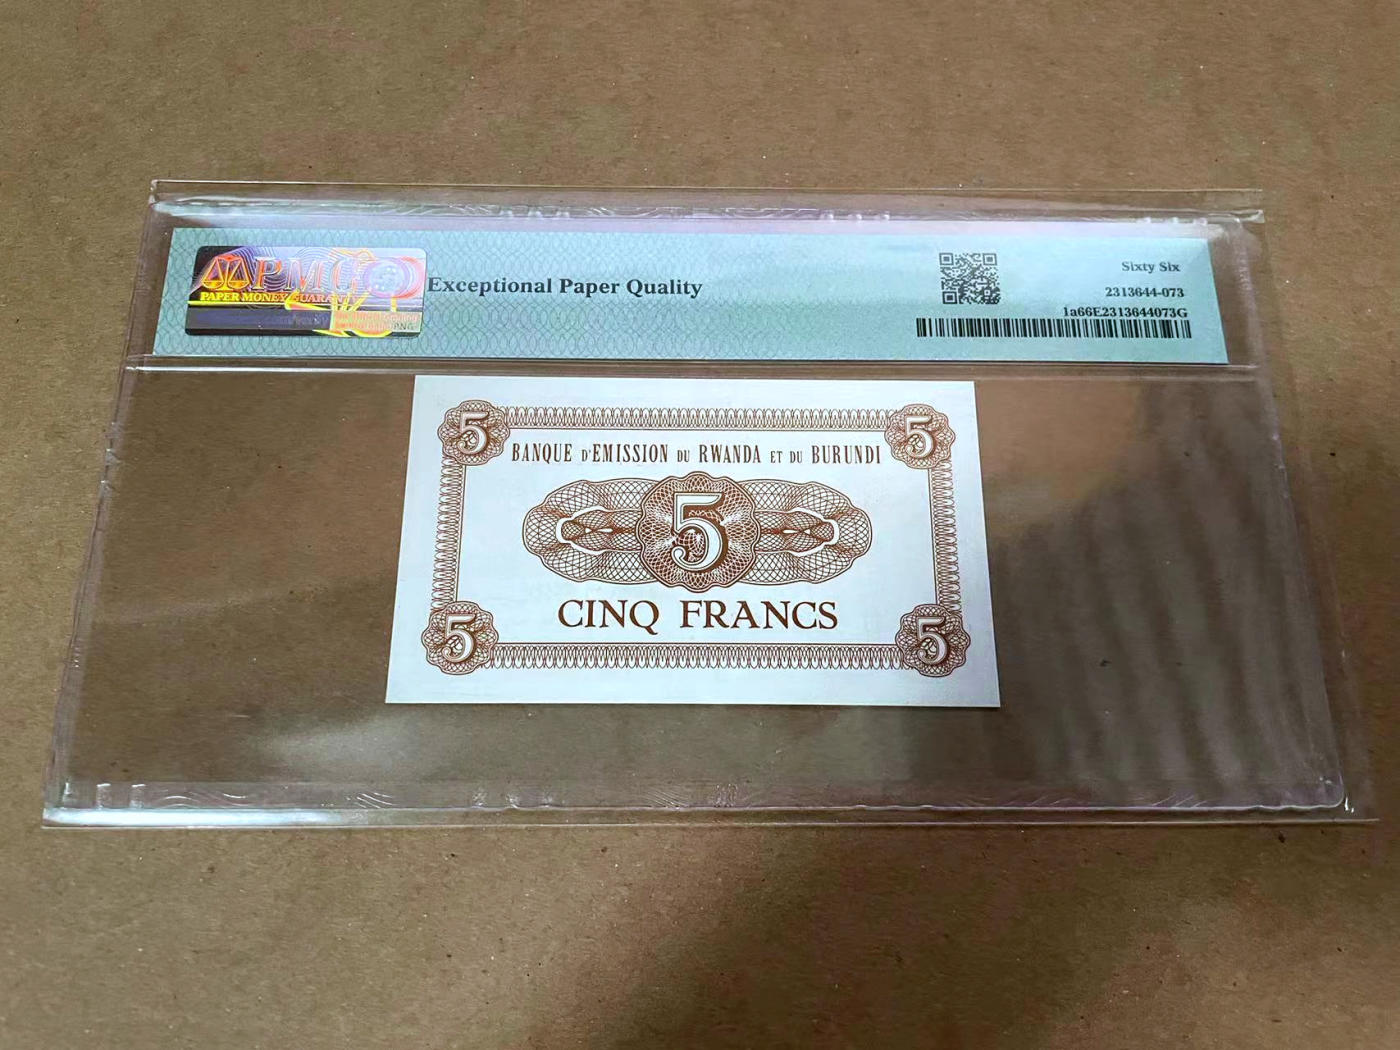 PMG
PAPER MONEY GUARAN
Exceptional Paper Quality
Sixty Six
2313644-073
1a66E2313644073G
5
5
BANQUE D'EMISSION DU RWANDA ET DU BURUNDI
5
CINQ FRANCS
5
5